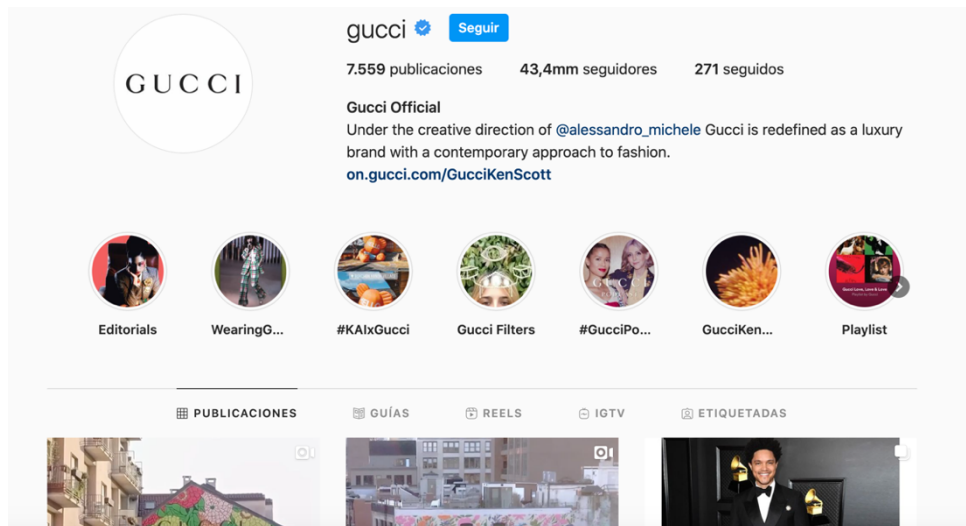 GUCCI
gucci
Seguir
7.559 publicaciones 43,4mm seguidores 271 seguidos
Gucci Official
Under the creative direction of @alessandro_michele Gucci is redefined as a luxury
brand with a contemporary approach to fashion.
on.gucci.com/GucciKenScott
Editorials WearingG... #KAIxGucci Gucci Filters #GucciPo... GucciKen... Playlist
PUBLICACIONES GUÍAS REELS IGTV ETIQUETADAS